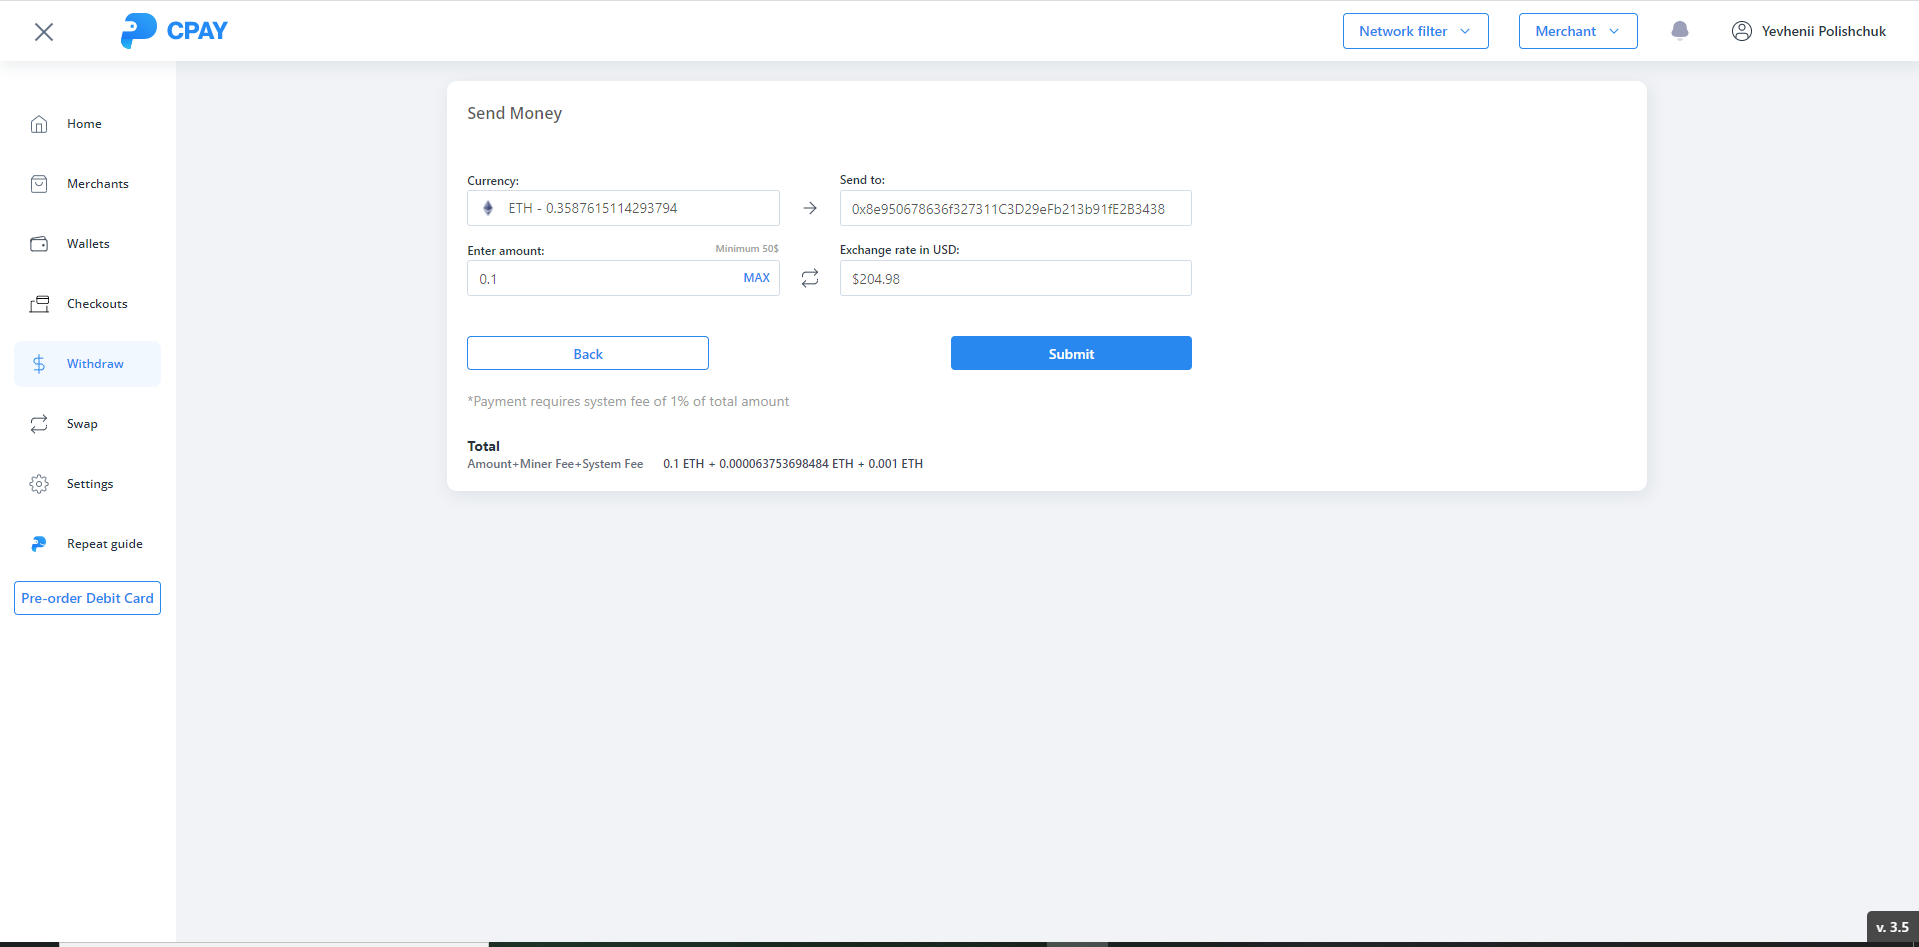 CPAY
Network filter
Merchant
Yevhenii Polishchuk
Home
Merchants
Wallets
Checkouts
Withdraw
Swap
Settings
Repeat guide
Pre-order Debit Card
Send Money
Currency:
Send to:
ETH - 0.3587615114293794
0x8e950678636f327311C3D29eFb213b91fE2B3438
Enter amount:
Minimum 50$
Exchange rate in USD:
0.1
MAX
$204.98
Back
Submit
*Payment requires system fee of 1% of total amount
Total
Amount+Miner Fee+System Fee 0.1 ETH + 0.000063753698484 ETH + 0.001 ETH
v. 3.5